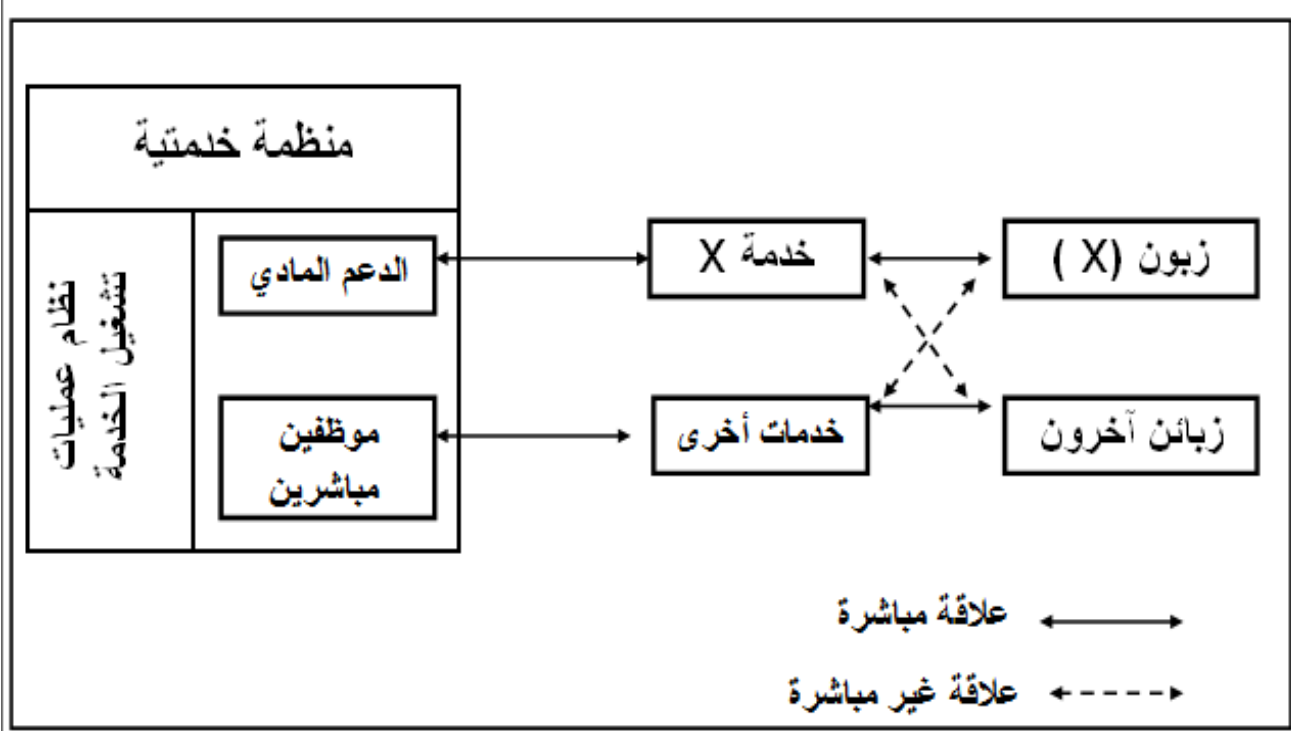 منظمة خدمتية
نظام عمليات
تشغيل الخدمة
الدعم المادي
موظفين
مباشرين
خدمة X
خدمات أخرى
زبون (X )
زبائن آخرون
علاقة مباشرة
علاقة غير مباشرة